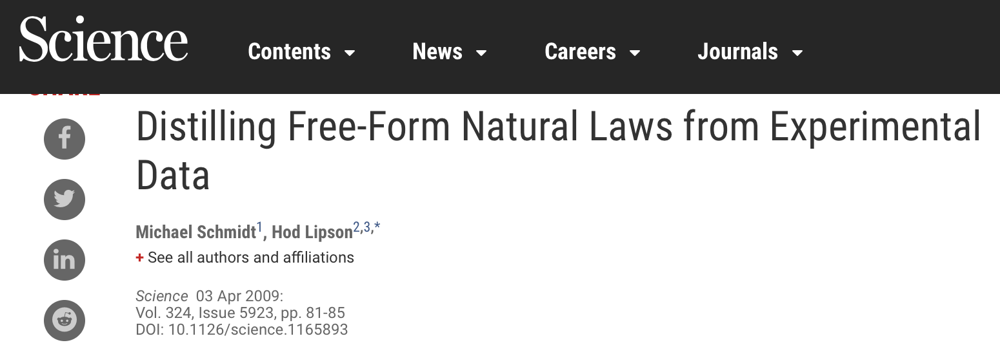 Science Contents News Careers Journals
Distilling Free-Form Natural Laws from Experimental
Data
Michael Schmidt1, Hod Lipson2,3,*
+ See all authors and affiliations
Science 03 Apr 2009:
Vol. 324, Issue 5923, pp. 81-85
DOI: 10.1126/science.1165893